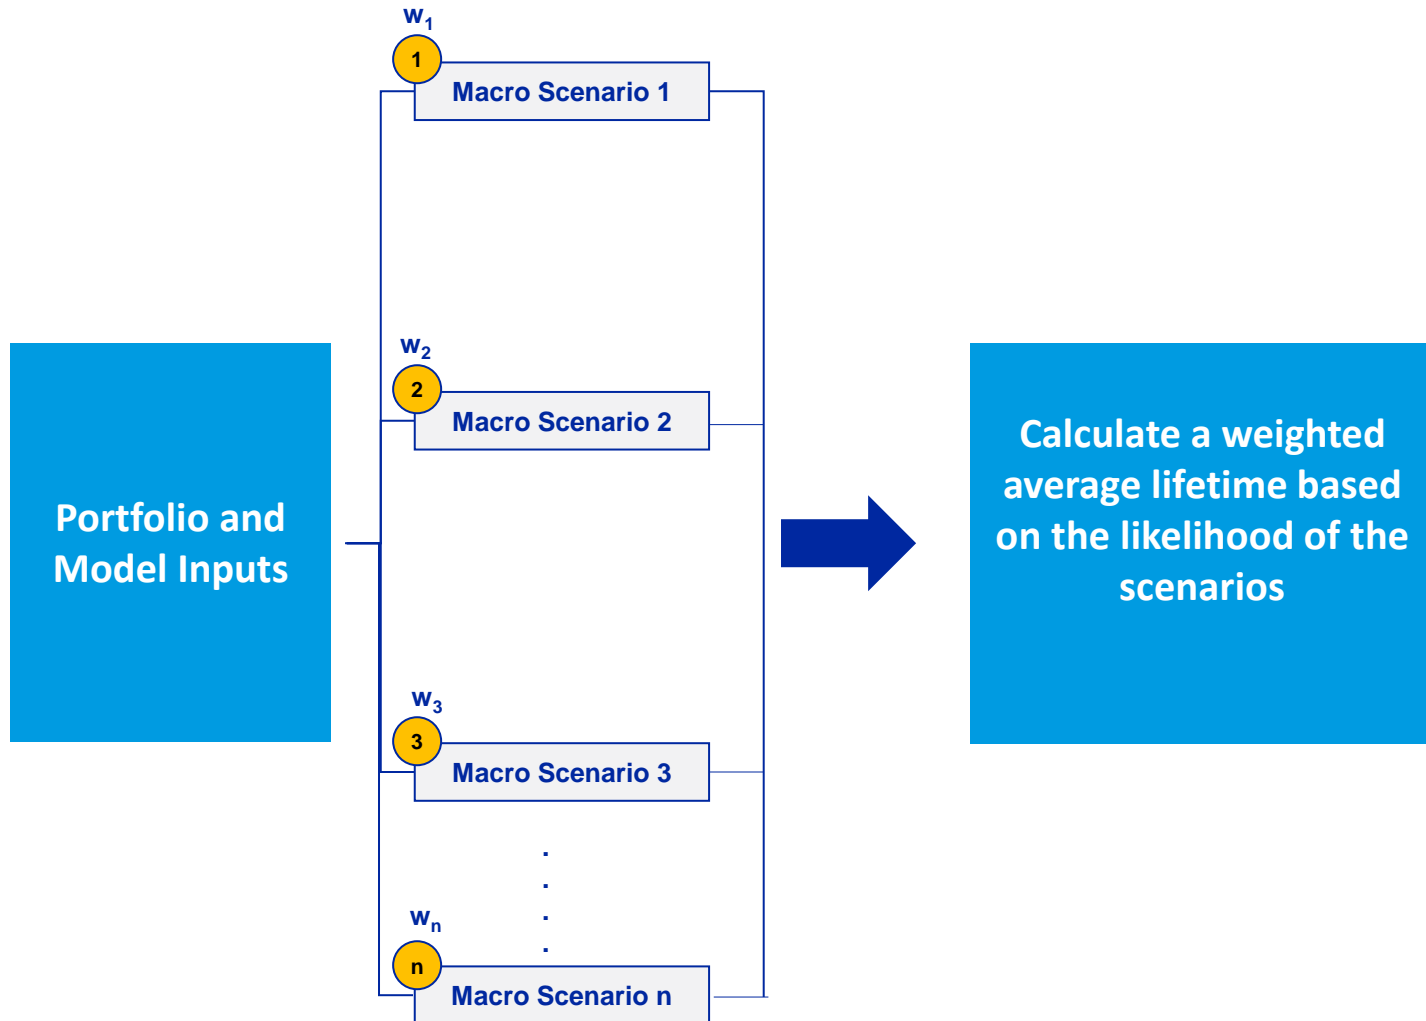 w1
1
Macro Scenario 1
w2
2
Macro Scenario 2
Portfolio and
Model Inputs
Calculate a weighted
average lifetime based
on the likelihood of the
scenarios
w3
3
Macro Scenario 3
.
.
.
.
wn
n
Macro Scenario n